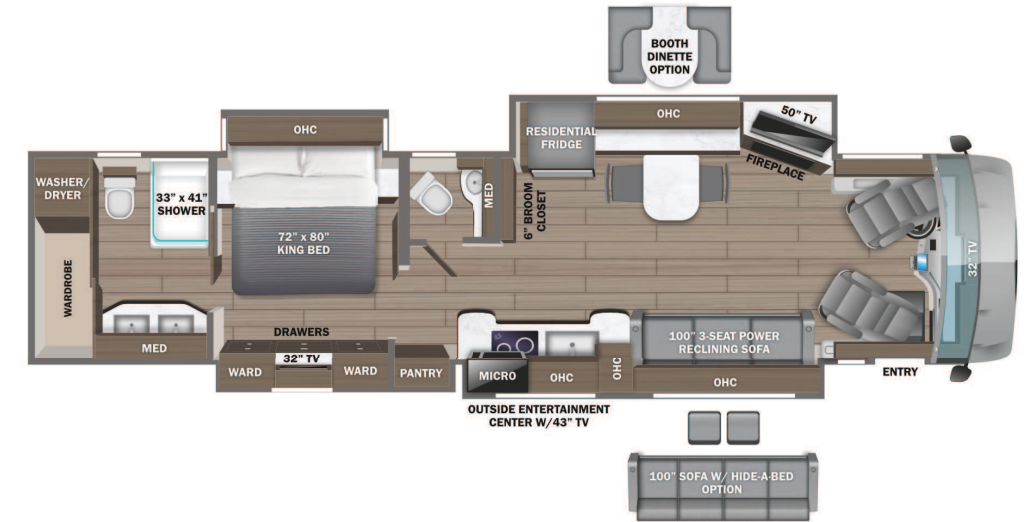 BOOTH
DINETTE
OPTION
OHC
OHC
50" TV
RESIDENTIAL
FRIDGE
FIREPLACE
WASHER/
DRYER
33" x 41"
SHOWER
MED
6" BROOM
CLOSET
72" x 80"
KING BED
32" TV
WARDROBE
DRAWERS
MED
32" TV
WARD
WARD
PANTRY
MICRO
OHC
OHC
100" 3-SEAT POWER
RECLINING SOFA
OHC
ENTRY
OUTSIDE ENTERTAINMENT
CENTER W/43" TV
100" SOFA W/ HIDE-A-BED
OPTION